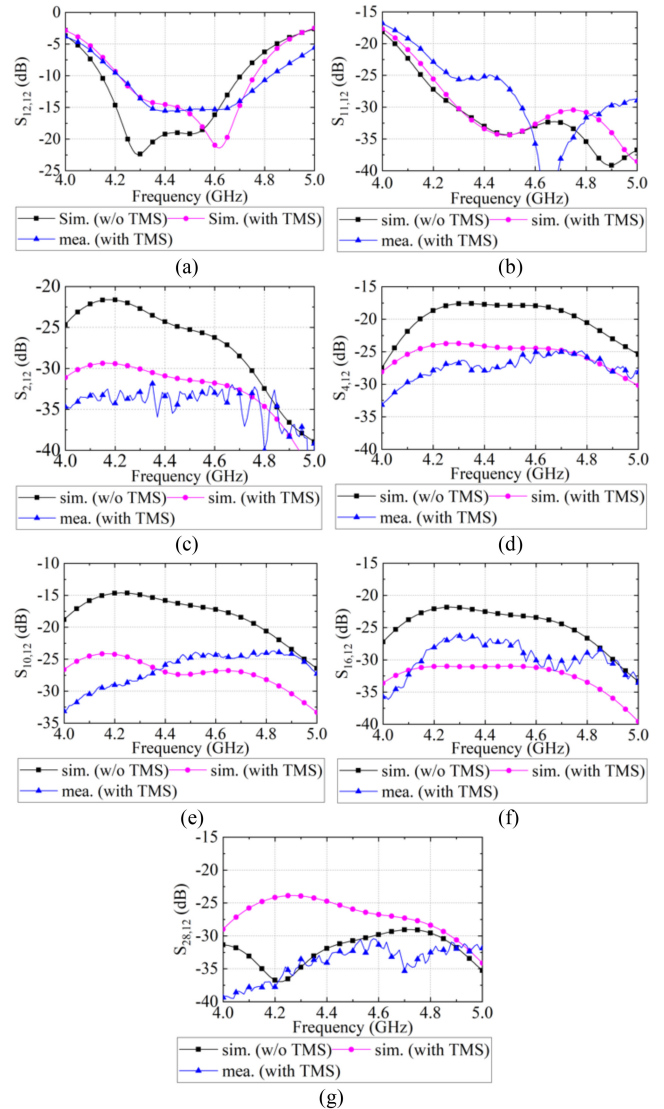 0
-5
-10
-15
-20
-25
S12,12 (dB)
4.0 4.2 4.4 4.6 4.8 5.0
Frequency (GHz)
Sim. (w/o TMS) Sim. (with TMS)
mea. (with TMS)
(a)
-15
-20
-25
-30
-35
-40
S11,12 (dB)
4.0 4.2 4.4 4.6 4.8 5.0
Frequency (GHz)
sim. (w/o TMS) sim. (with TMS)
mea. (with TMS)
(b)
-20
-25
-30
-35
-40
S2,12 (dB)
4.0 4.2 4.4 4.6 4.8 5.0
Frequency (GHz)
sim. (w/o TMS) sim. (with TMS)
mea. (with TMS)
(c)
-15
-20
-25
-30
-35
-40
S4,12 (dB)
4.0 4.2 4.4 4.6 4.8 5.0
Frequency (GHz)
sim. (w/o TMS) sim. (with TMS)
mea. (with TMS)
(d)
-10
-15
-20
-25
-30
-35
S10,12 (dB)
4.0 4.2 4.4 4.6 4.8 5.0
Frequency (GHz)
sim. (w/o TMS) sim. (with TMS)
mea. (with TMS)
(e)
-15
-20
-25
-30
-35
-40
S16,12 (dB)
4.0 4.2 4.4 4.6 4.8 5.0
Frequency (GHz)
sim. (w/o TMS) sim. (with TMS)
mea. (with TMS)
(f)
-15
-20
-25
-30
-35
-40
S28,12 (dB)
4.0 4.2 4.4 4.6 4.8 5.0
Frequency (GHz)
sim. (w/o TMS) sim. (with TMS)
mea. (with TMS)
(g)